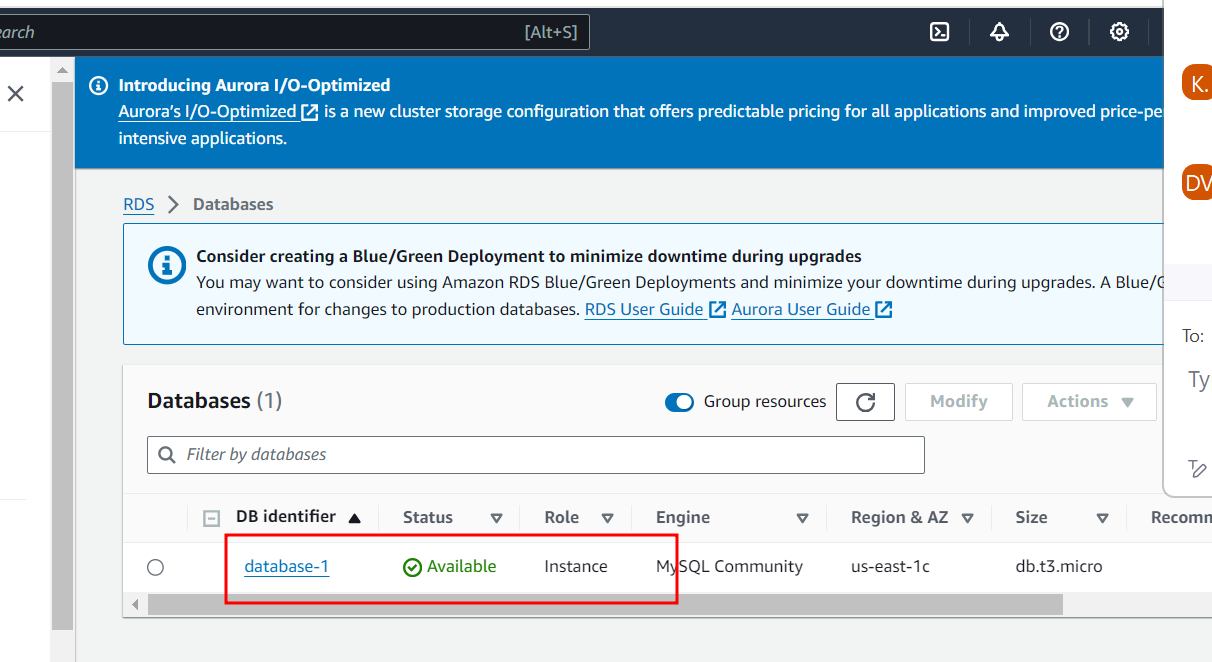 earch [Alt+S]
Introducing Aurora I/O-Optimized
Aurora's I/O-Optimized is a new cluster storage configuration that offers predictable pricing for all applications and improved price-pe
intensive applications.
K.
DV
RDS > Databases
Consider creating a Blue/Green Deployment to minimize downtime during upgrades
You may want to consider using Amazon RDS Blue/Green Deployments and minimize your downtime during upgrades. A Blue/G
environment for changes to production databases. RDS User Guide Aurora User Guide
To:
Ty
Databases (1) Group resources Modify Actions
Filter by databases
DB identifier Status Role Engine Region & AZ Size Recomm
database-1 Available Instance MySQL Community us-east-1c db.t3.micro